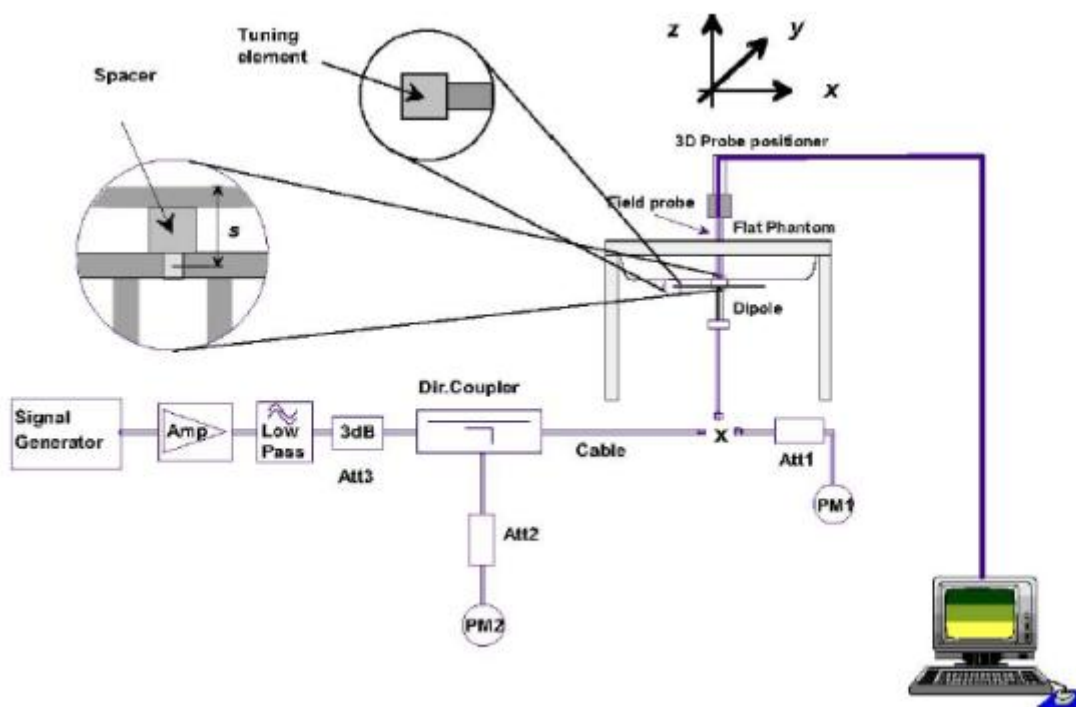 Tuning
element
Spacer
z
y
x
3D Probe positioner
Field probe
Flat Phantom
s
Dipole
Dir.Coupler
Signal
Generator
Amp
Low
Pass
3dB
Att3
Cable
x
Att1
PM1
Att2
PM2